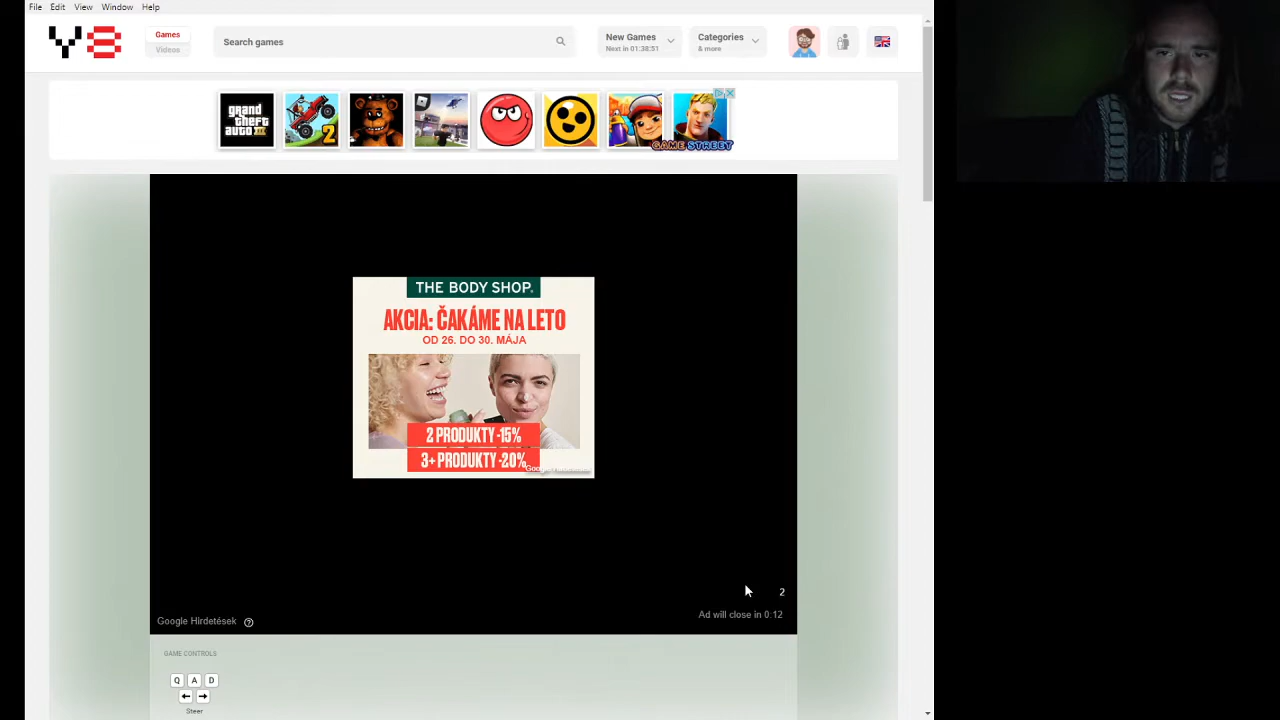 File Edit View Window Help
Y8
Games
Videos
Search games
New Games
Next in 01:38:51
Categories
& more
grand theft auto III
2
GAME STREET
THE BODY SHOP
AKCIA: ČAKÁME NA LETO
OD 26. DO 30. MÁJA
2 PRODUKTY -15%
3+ PRODUKTY -20%
2
Ad will close in 0:12
Google Hirdetések
GAME CONTROLS
Q A D
Steer